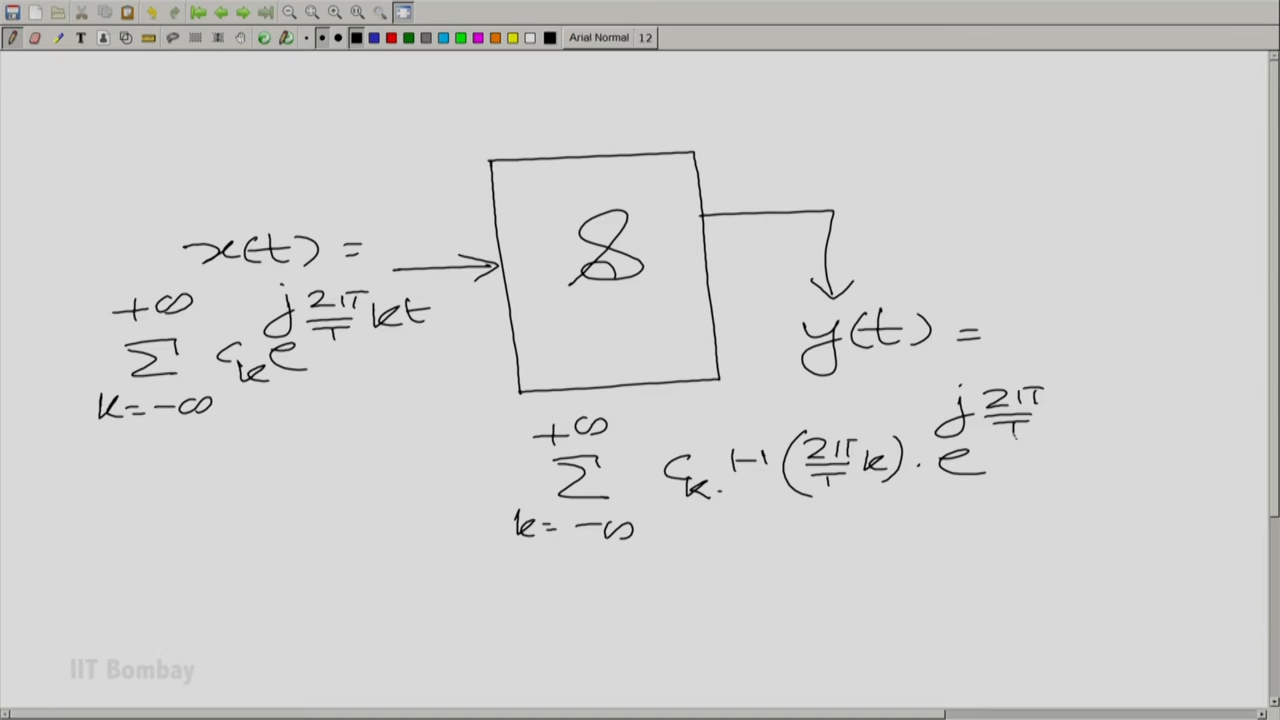 Arial Normal 12
x(t) =
+∞
Σ c_k e^{j 2π/T kt}
k = -∞
S
y(t) =
+∞
Σ c_k . H (2π/T k) . e^{j 2π/T}
k = -∞
IIT Bombay